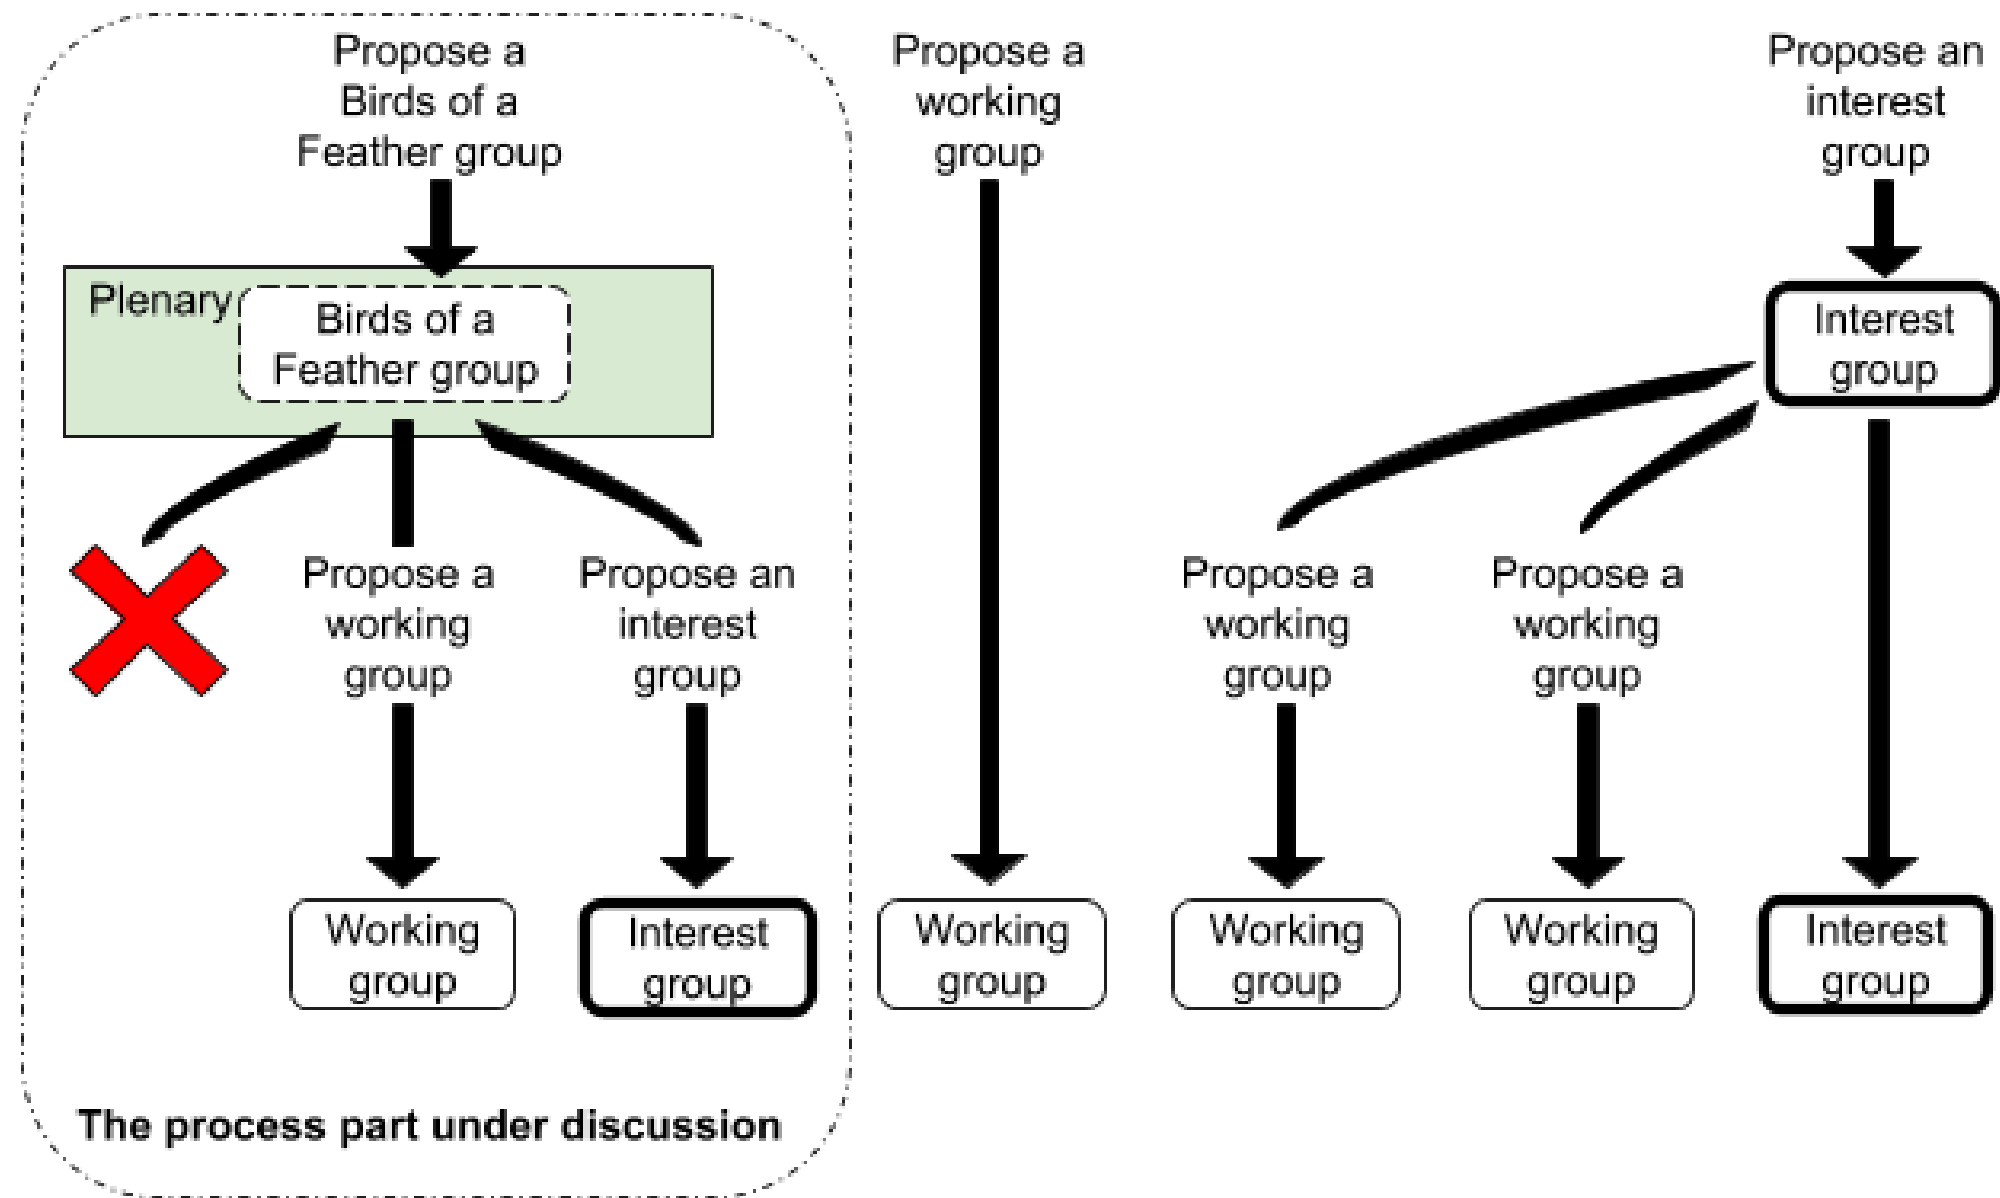 Propose a
Birds of a
Feather group
Propose a
working
group
Propose an
interest
group
Plenary
Birds of a
Feather group
Interest
group
Propose a
working
group
Propose an
interest
group
Propose a
working
group
Propose a
working
group
Working
group
Interest
group
Working
group
Working
group
Working
group
Interest
group
The process part under discussion